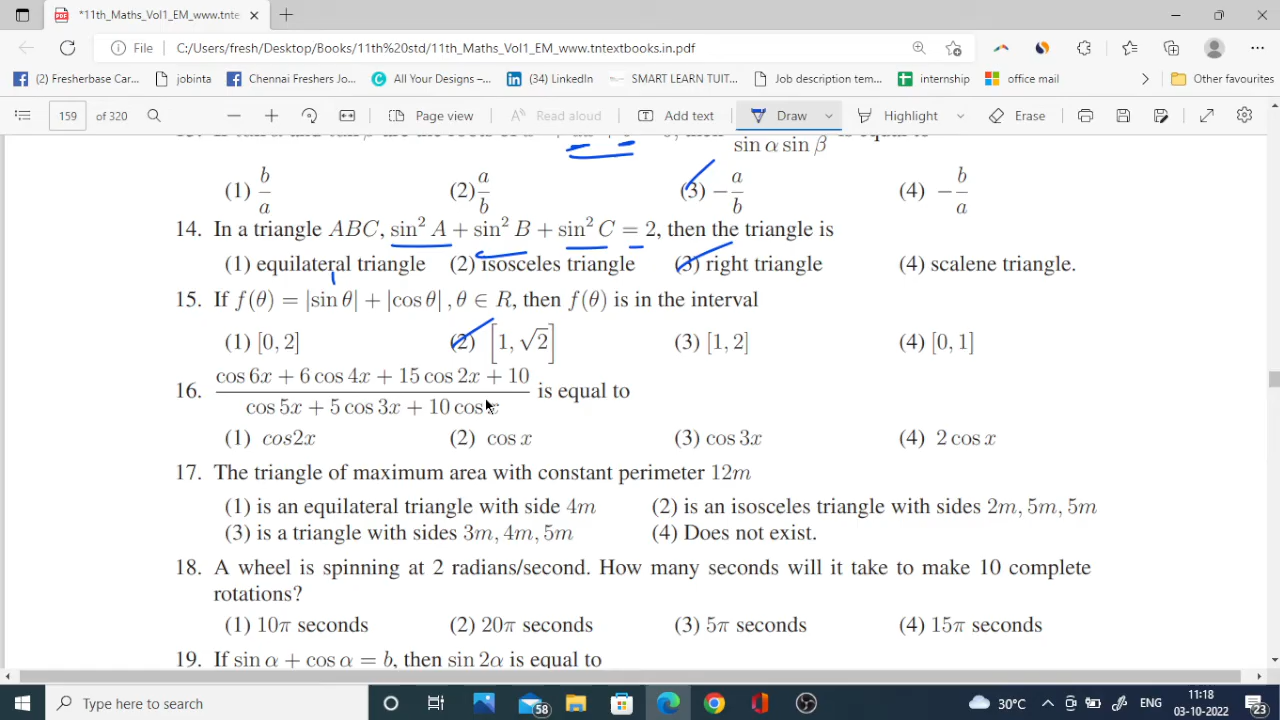 *11th_Maths_Vol1_EM_www.tnte
File C:/Users/fresh/Desktop/Books/11th%20std/11th_Maths_Vol1_EM_www.tntextbooks.in.pdf
(2) Fresherbase Car... jobinta Chennai Freshers Jo... All Your Designs –... (34) LinkedIn SMART LEARN TUIT... Job description tem... internship office mail Other favourites
159 of 320 Page view Read aloud Add text Draw Highlight Erase
sin α sin β
(1) b/a (2) a/b (3) − a/b (4) − b/a
14. In a triangle ABC, sin² A + sin² B + sin² C = 2, then the triangle is
(1) equilateral triangle (2) isosceles triangle (3) right triangle (4) scalene triangle.
15. If f(θ) = |sin θ| + |cos θ| , θ ∈ R, then f(θ) is in the interval
(1) [0, 2] (2) [1, √2] (3) [1, 2] (4) [0, 1]
cos 6x + 6 cos 4x + 15 cos 2x + 10
16. is equal to
cos 5x + 5 cos 3x + 10 cos x
(1) cos2x (2) cos x (3) cos 3x (4) 2 cos x
17. The triangle of maximum area with constant perimeter 12m
(1) is an equilateral triangle with side 4m (2) is an isosceles triangle with sides 2m, 5m, 5m
(3) is a triangle with sides 3m, 4m, 5m (4) Does not exist.
18. A wheel is spinning at 2 radians/second. How many seconds will it take to make 10 complete
rotations?
(1) 10π seconds (2) 20π seconds (3) 5π seconds (4) 15π seconds
19. If sin α + cos α = b, then sin 2α is equal to
Type here to search 58 30°C ENG 11:18
03-10-2022 23